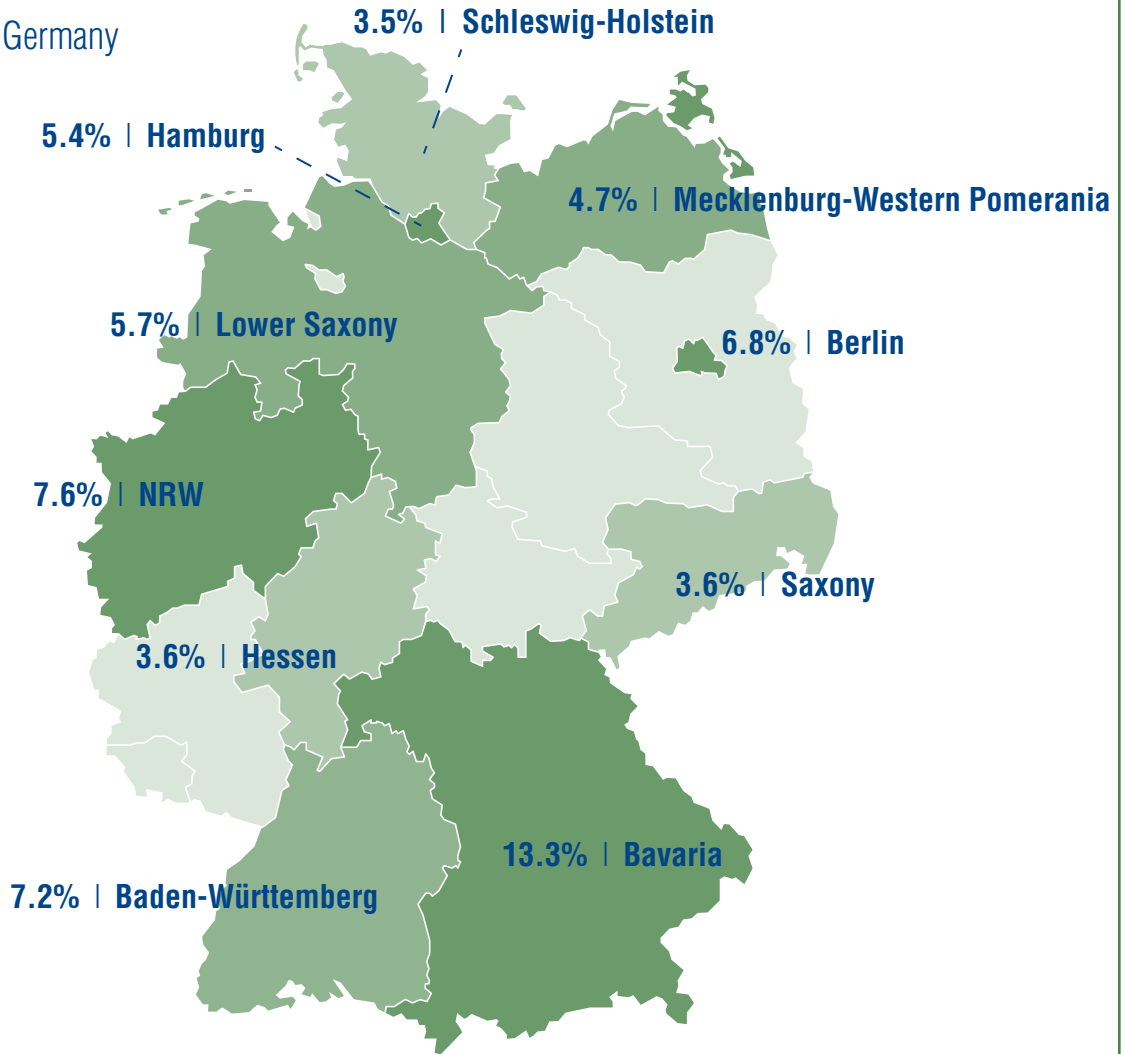 Germany
3.5% | Schleswig-Holstein
5.4% | Hamburg
4.7% | Mecklenburg-Western Pomerania
5.7% | Lower Saxony
6.8% | Berlin
7.6% | NRW
3.6% | Saxony
3.6% | Hessen
13.3% | Bavaria
7.2% | Baden-Württemberg